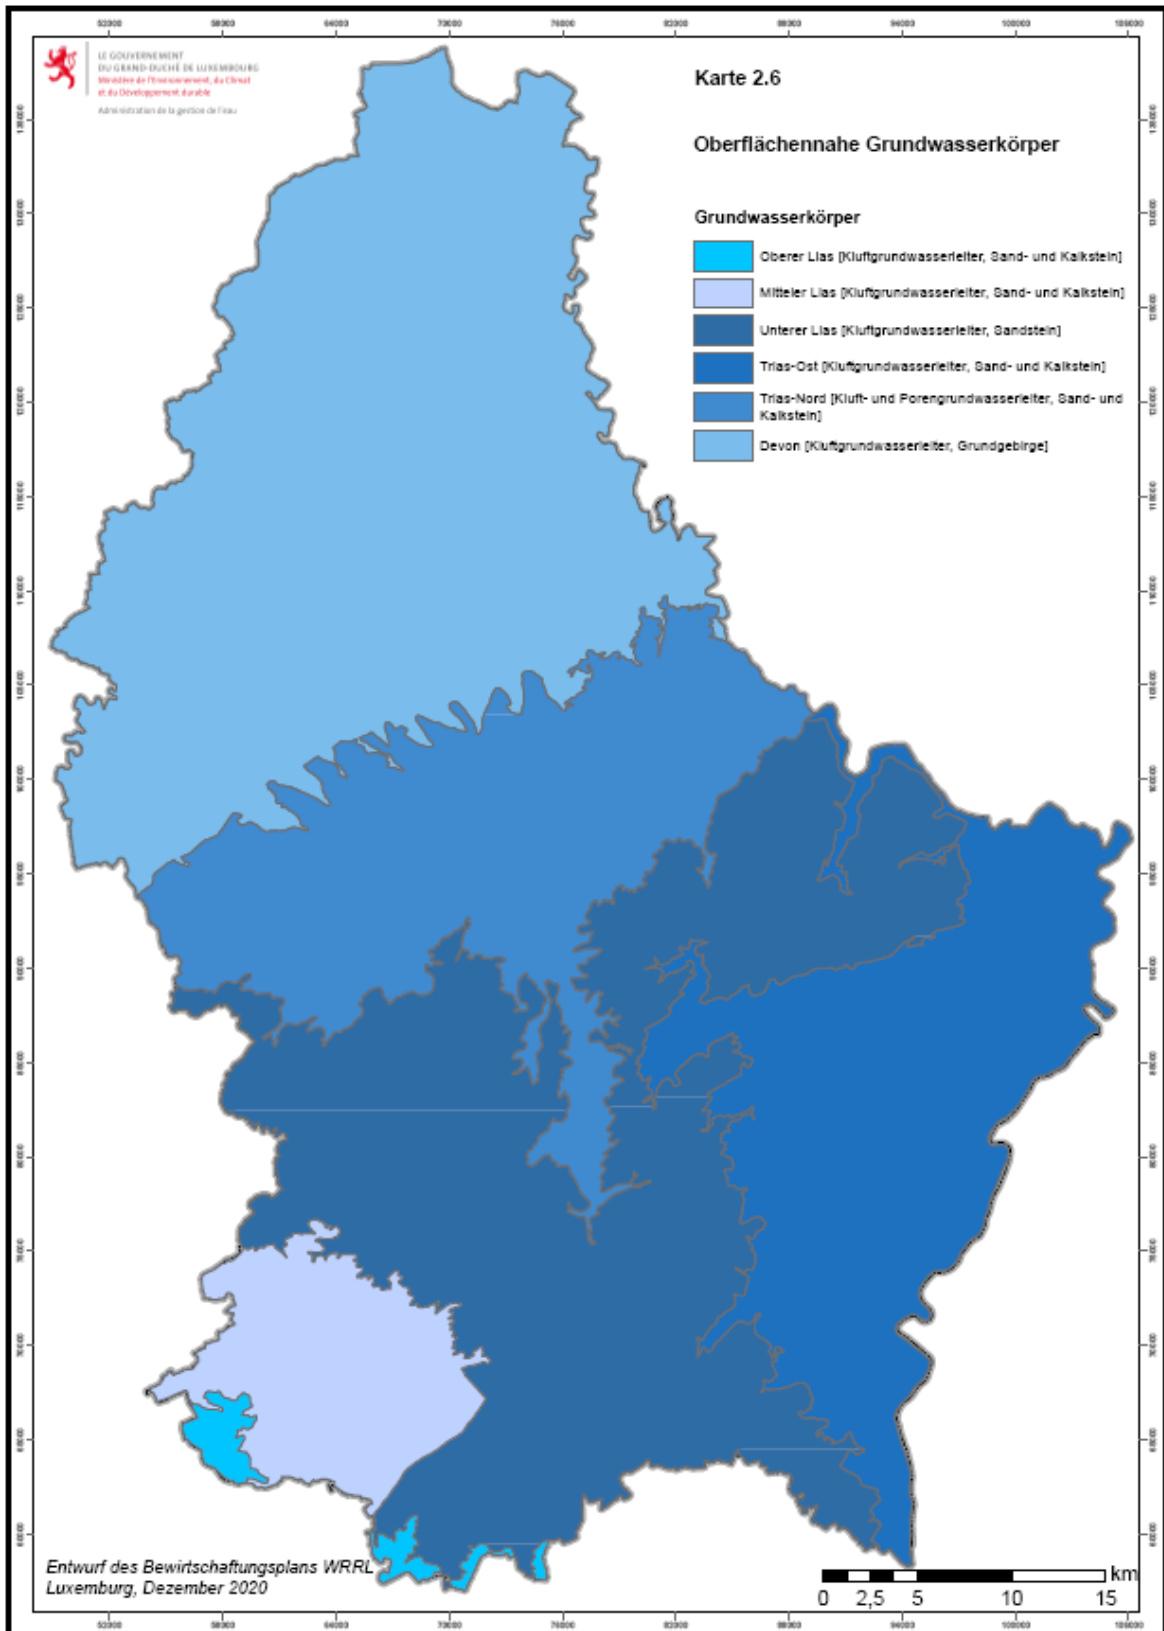 LE GOUVERNEMENT
DU GRAND-DUCHÉ DE LUXEMBOURG
Ministère de l'Environnement, du Climat
et du Développement durable
Administration de la gestion de l'eau
Karte 2.6
Oberflächennahe Grundwasserkörper
Grundwasserkörper
Oberer Lias [Kluftgrundwasserleiter, Sand- und Kalkstein]
Mitteler Lias [Kluftgrundwasserleiter, Sand- und Kalkstein]
Unterer Lias [Kluftgrundwasserleiter, Sandstein]
Trias-Ost [Kluftgrundwasserleiter, Sand- und Kalkstein]
Trias-Nord [Kluft- und Porengrundwasserleiter, Sand- und
Kalkstein]
Devon [Kluftgrundwasserleiter, Grundgebirge]
Entwurf des Bewirtschaftungsplans WRRL
Luxemburg, Dezember 2020
km
0 2,5 5 10 15